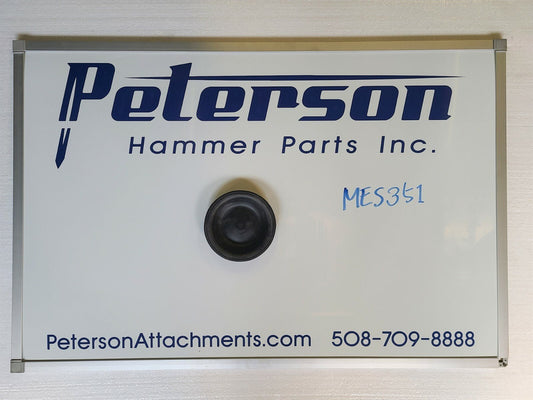 Peterson
Hammer Parts Inc.
MES351
PetersonAttachments.com 508-709-8888